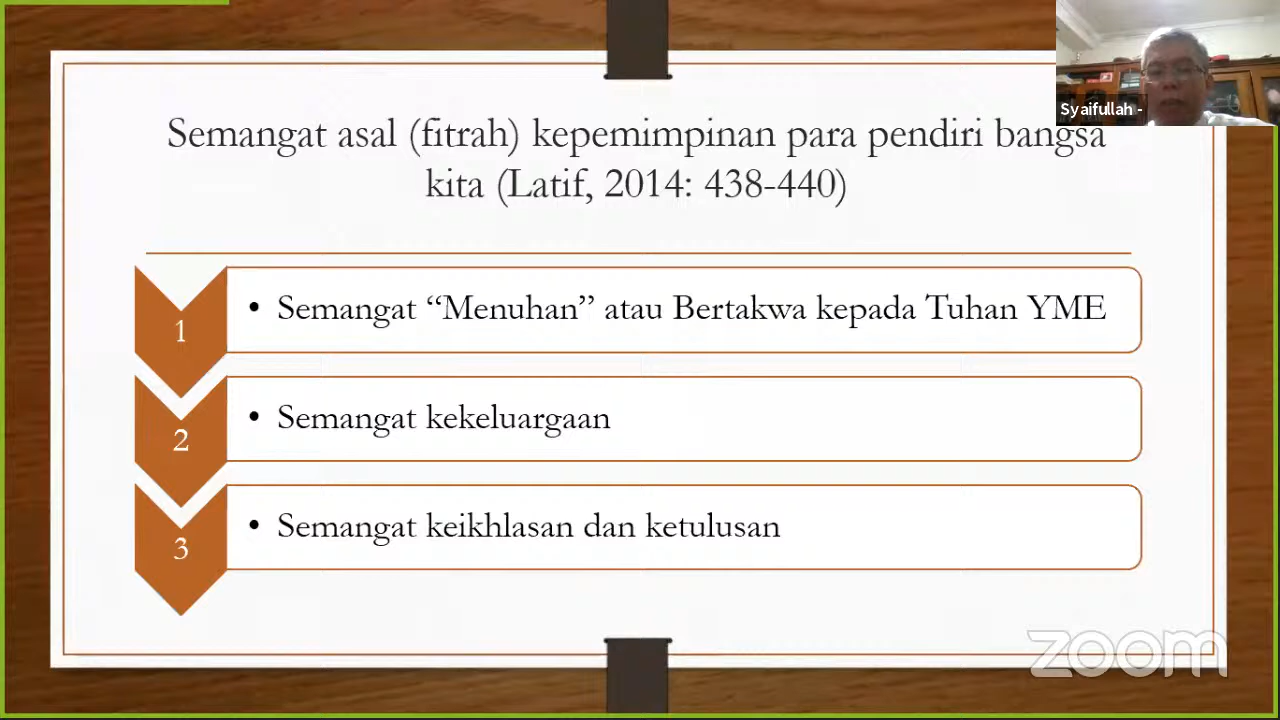 Syaifullah -
Semangat asal (fitrah) kepemimpinan para pendiri bangsa
kita (Latif, 2014: 438-440)
1
• Semangat “Menuhan” atau Bertakwa kepada Tuhan YME
2
• Semangat kekeluargaan
3
• Semangat keikhlasan dan ketulusan
zoom